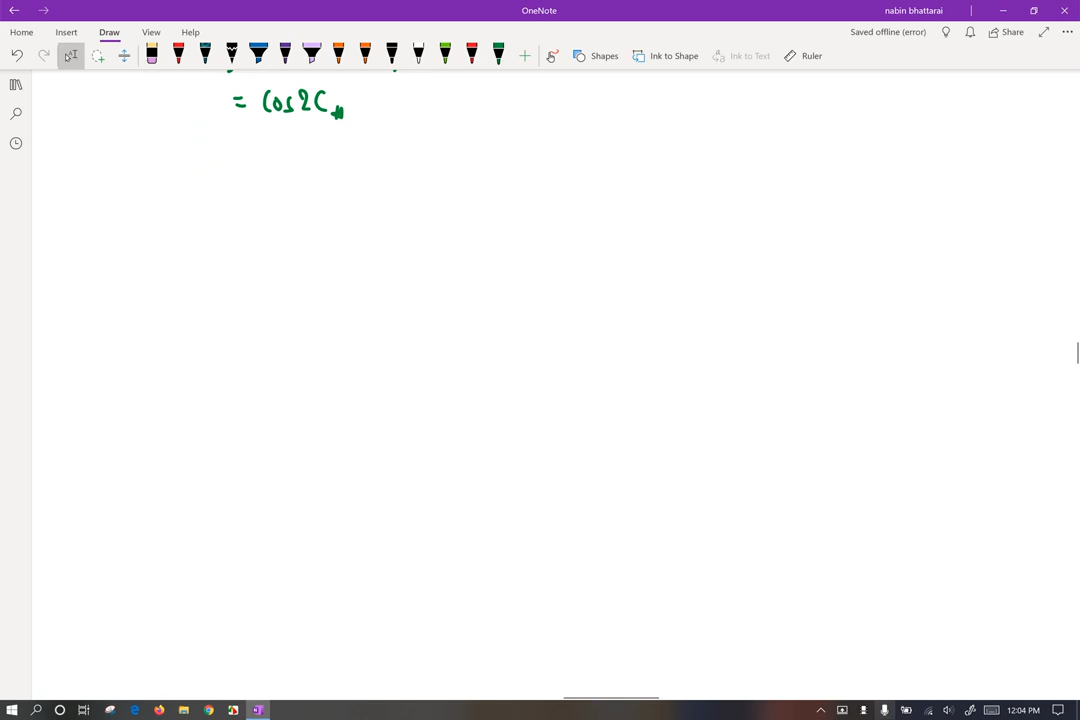 OneNote
nabin bhattarai
Home Insert Draw View Help
Saved offline (error)
Share
Shapes
Ink to Shape
Ink to Text
Ruler
= Cos2C
12:04 PM